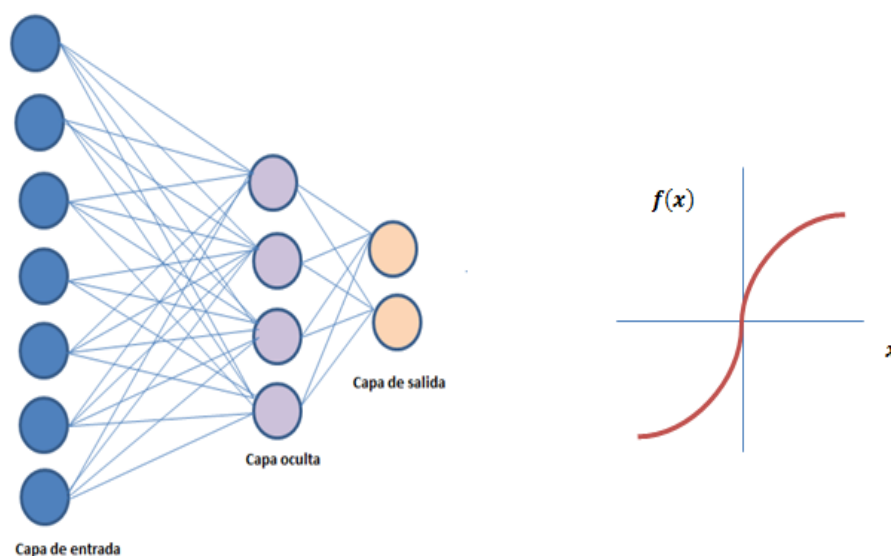 f(x)
x
Capa de salida
Capa oculta
Capa de entrada